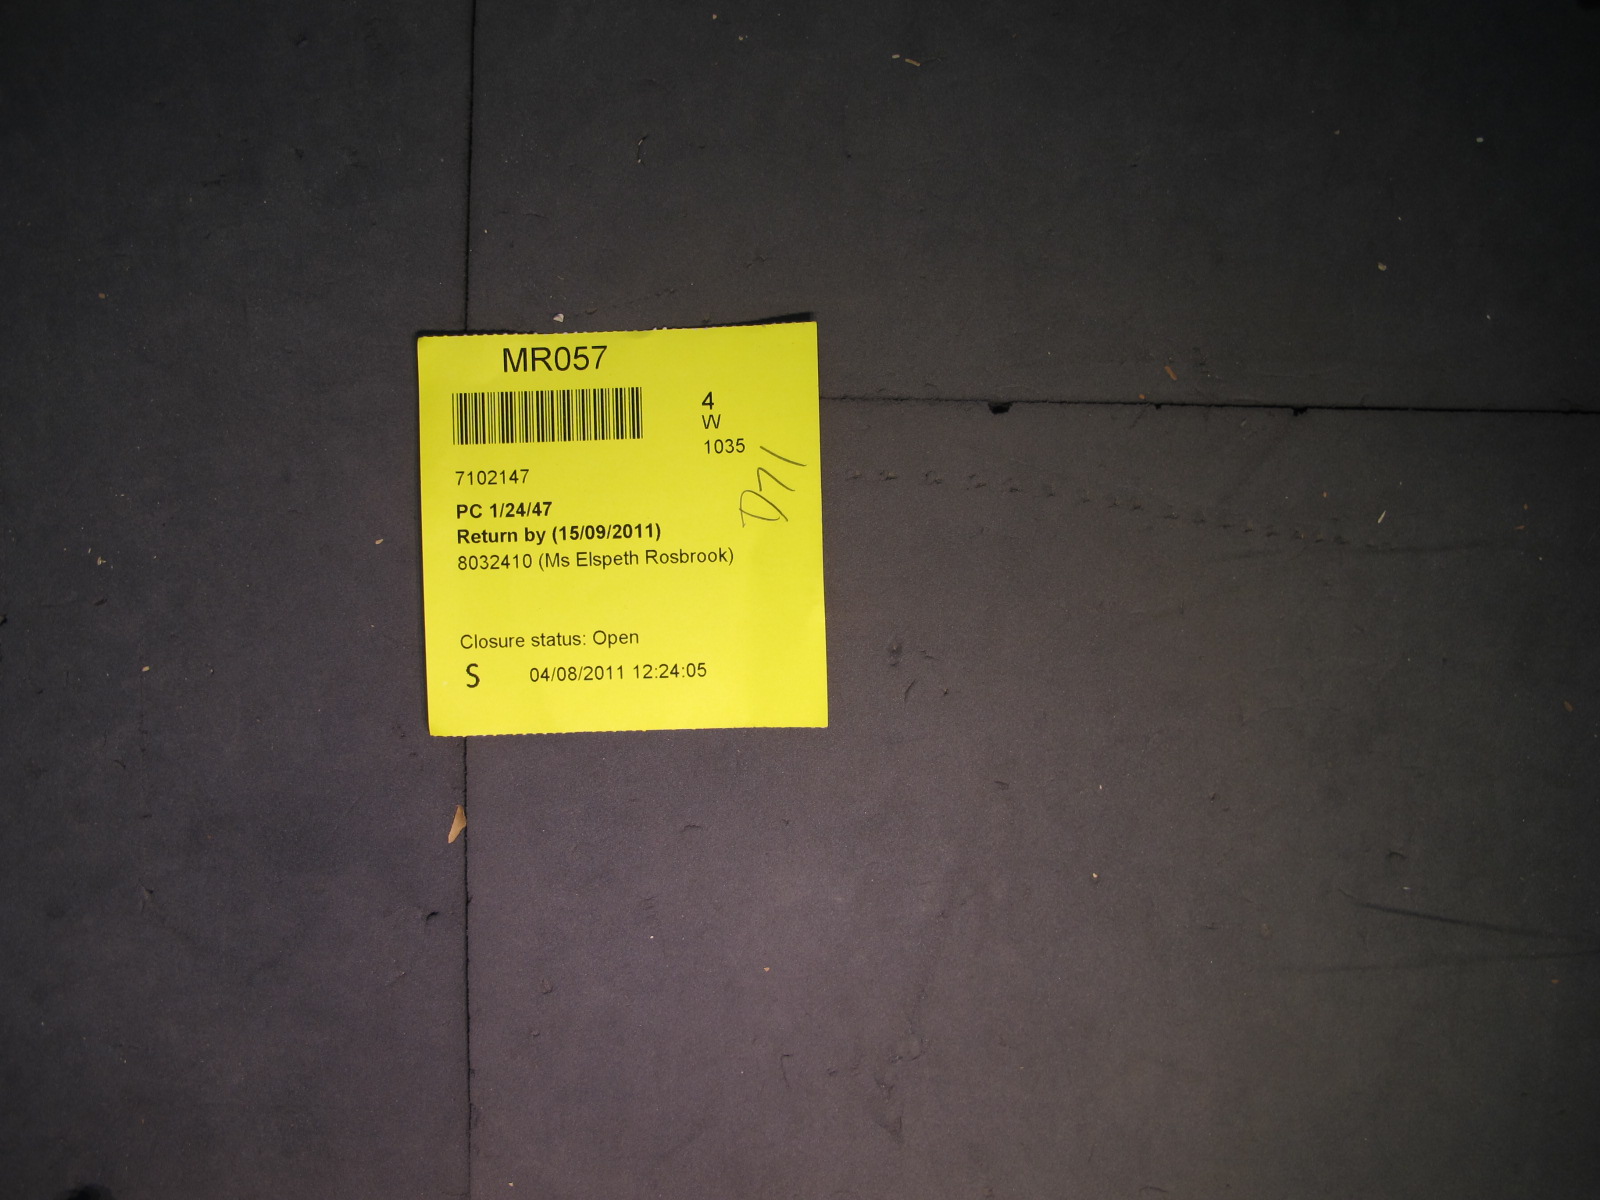 MR057
4
W
1035
D71
7102147
PC 1/24/47
Return by (15/09/2011)
8032410 (Ms Elspeth Rosbrook)
Closure status: Open
S 04/08/2011 12:24:05